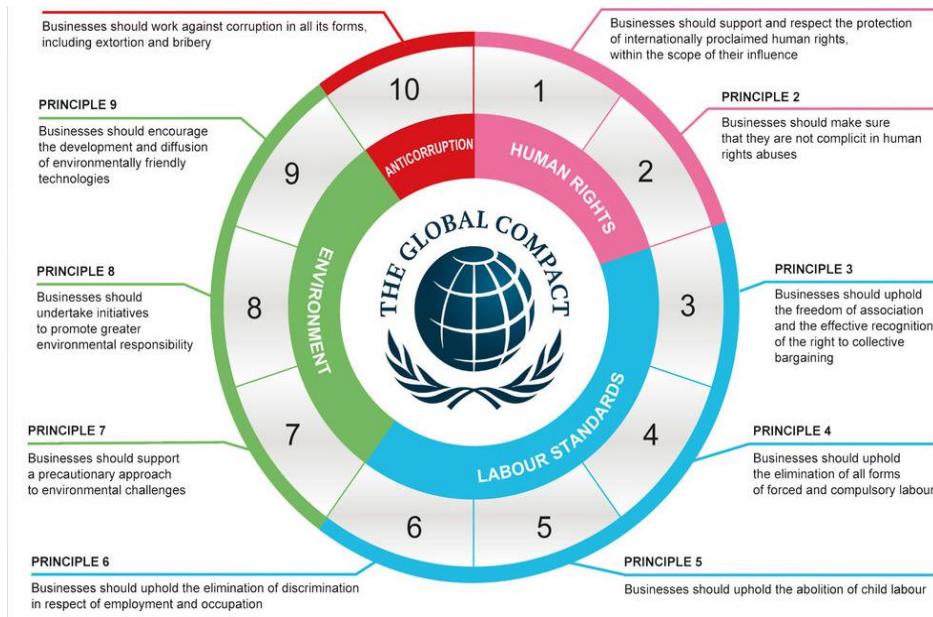 Businesses should work against corruption in all its forms,
including extortion and bribery
Businesses should support and respect the protection
of internationally proclaimed human rights,
within the scope of their influence
PRINCIPLE 2
Businesses should make sure
that they are not complicit in human
rights abuses
PRINCIPLE 3
Businesses should uphold
the freedom of association
and the effective recognition
of the right to collective
bargaining
PRINCIPLE 4
Businesses should uphold
the elimination of all forms
of forced and compulsory labour
PRINCIPLE 5
Businesses should uphold the abolition of child labour
PRINCIPLE 6
Businesses should uphold the elimination of discrimination
in respect of employment and occupation
PRINCIPLE 7
Businesses should support
a precautionary approach
to environmental challenges
PRINCIPLE 8
Businesses should
undertake initiatives
to promote greater
environmental responsibility
PRINCIPLE 9
Businesses should encourage
the development and diffusion
of environmentally friendly
technologies
1
2
3
4
5
6
7
8
9
10
HUMAN RIGHTS
LABOUR STANDARDS
ENVIRONMENT
ANTICORRUPTION
THE GLOBAL COMPACT